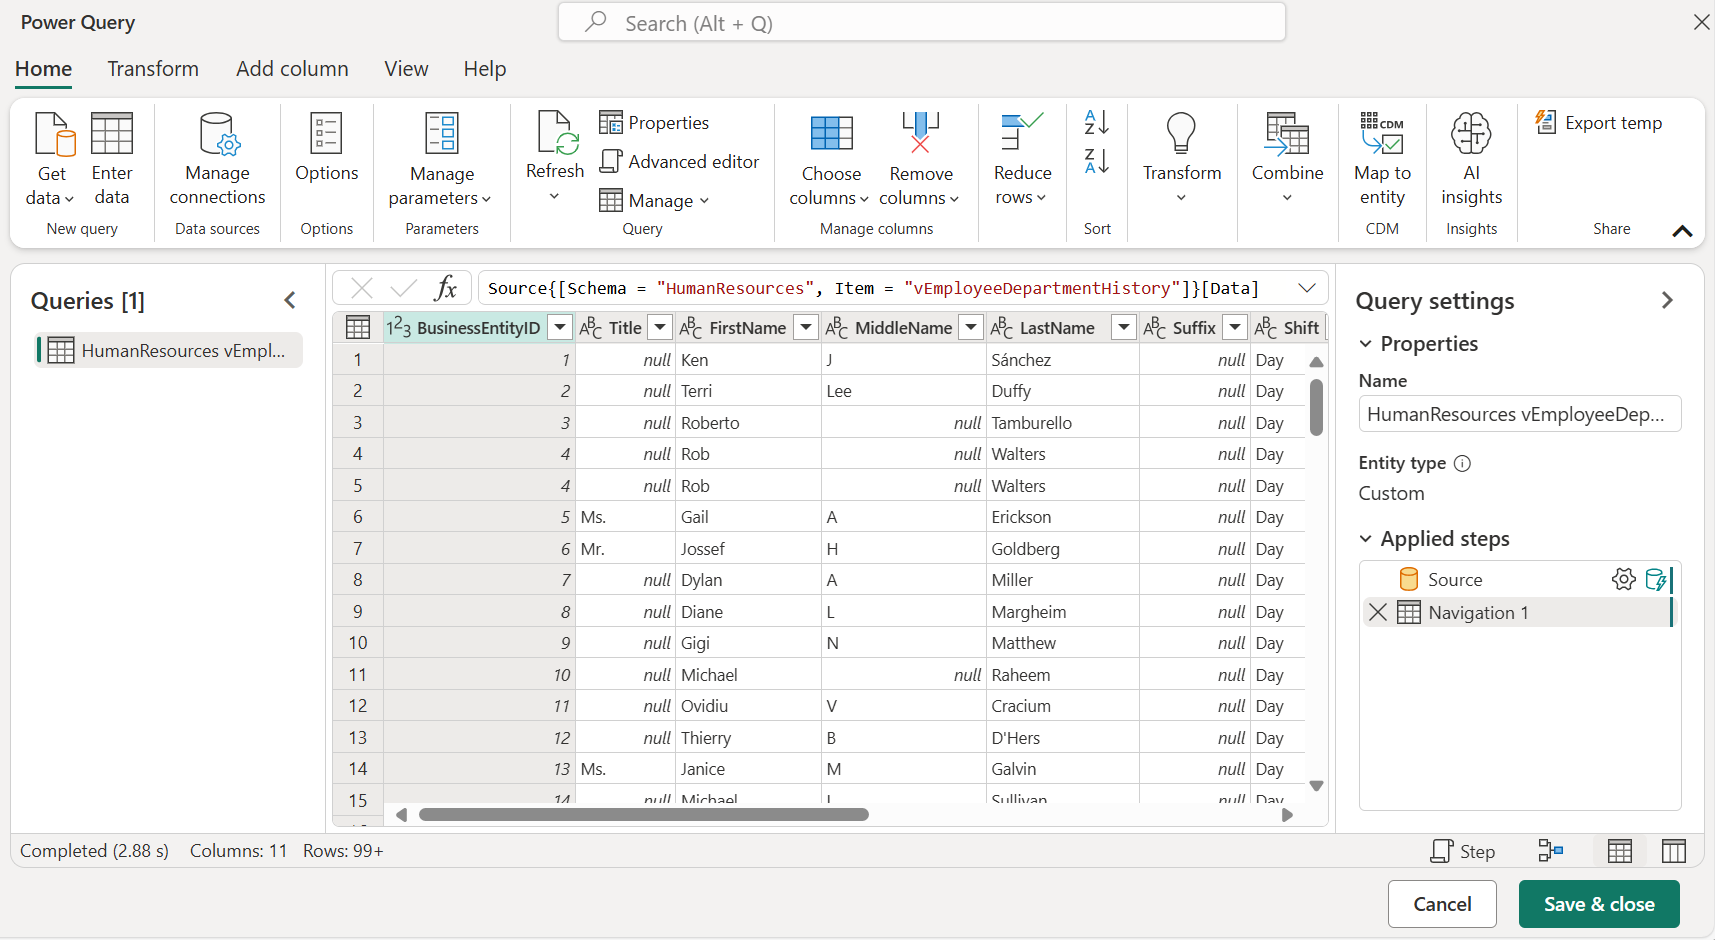 Power Query
Search (Alt + Q)
Home Transform Add column View Help
Get data
Enter data
New query
Manage connections
Data sources
Options
Options
Manage parameters
Parameters
Refresh
Properties
Advanced editor
Manage
Query
Choose columns
Remove columns
Manage columns
Reduce rows
A
Z
Z
A
Sort
Transform
Combine
CDM
Map to entity
CDM
AI insights
Insights
Export temp
Share
Queries [1]
HumanResources vEmpl...
fx Source{[Schema = "HumanResources", Item = "vEmployeeDepartmentHistory"]}[Data]
123 BusinessEntityID ABC Title ABC FirstName ABC MiddleName ABC LastName ABC Suffix ABC Shift
1 1 null Ken J Sánchez null Day
2 2 null Terri Lee Duffy null Day
3 3 null Roberto null Tamburello null Day
4 4 null Rob null Walters null Day
5 4 null Rob null Walters null Day
6 5 Ms. Gail A Erickson null Day
7 6 Mr. Jossef H Goldberg null Day
8 7 null Dylan A Miller null Day
9 8 null Diane L Margheim null Day
10 9 null Gigi N Matthew null Day
11 10 null Michael null Raheem null Day
12 11 null Ovidiu V Cracium null Day
13 12 null Thierry B D'Hers null Day
14 13 Ms. Janice M Galvin null Day
15 14 null Michael I Sullivan null Day
Query settings
Properties
Name
HumanResources vEmployeeDep...
Entity type
Custom
Applied steps
Source
Navigation 1
Completed (2.88 s) Columns: 11 Rows: 99+
Step
Cancel
Save & close